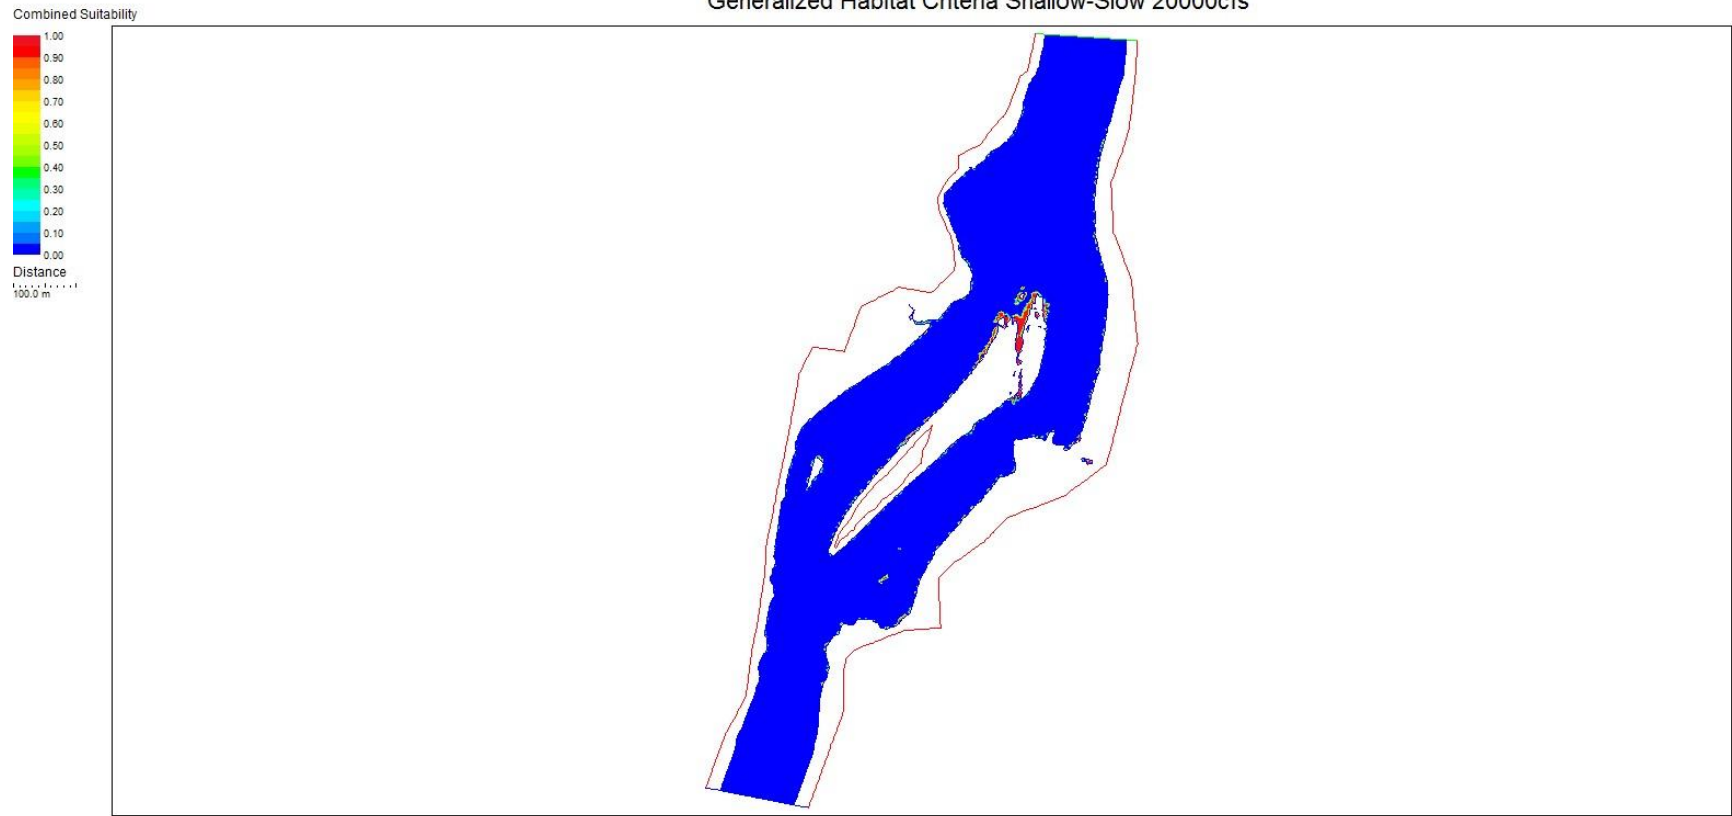 Generalized Habitat Criteria Shallow-Slow 20000cfs
Combined Suitability
1.00
0.90
0.80
0.70
0.60
0.50
0.40
0.30
0.20
0.10
0.00
Distance
100.0 m